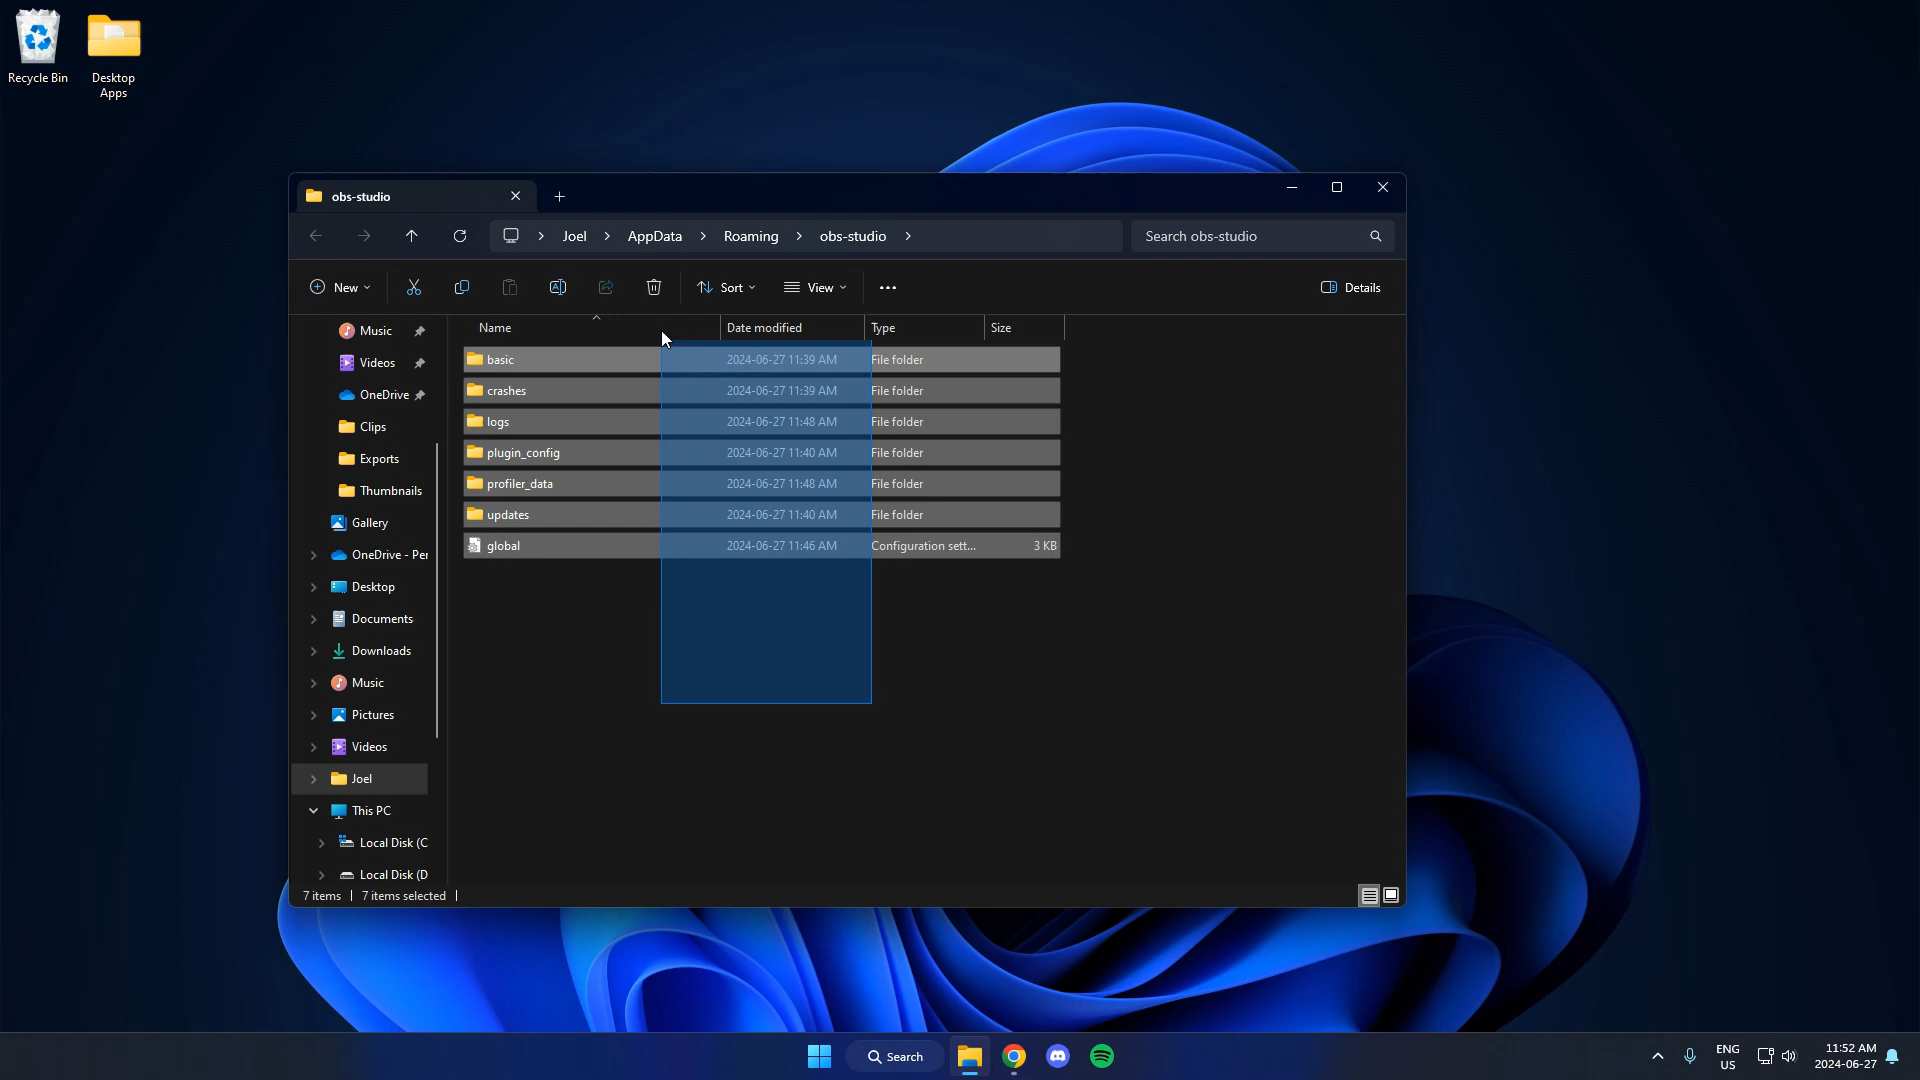 Recycle Bin
Desktop
Apps
obs-studio
Joel
AppData
Roaming
obs-studio
Search obs-studio
New
Sort
View
Details
Name
Date modified
Type
Size
Music
Videos
OneDrive
Clips
Exports
Thumbnails
Gallery
OneDrive - Per
Desktop
Documents
Downloads
Music
Pictures
Videos
Joel
This PC
Local Disk (C
Local Disk (D
basic 2024-06-27 11:39 AM File folder
crashes 2024-06-27 11:39 AM File folder
logs 2024-06-27 11:48 AM File folder
plugin_config 2024-06-27 11:40 AM File folder
profiler_data 2024-06-27 11:48 AM File folder
updates 2024-06-27 11:40 AM File folder
global 2024-06-27 11:46 AM Configuration sett... 3 KB
7 items
7 items selected
Search
ENG
US
11:52 AM
2024-06-27